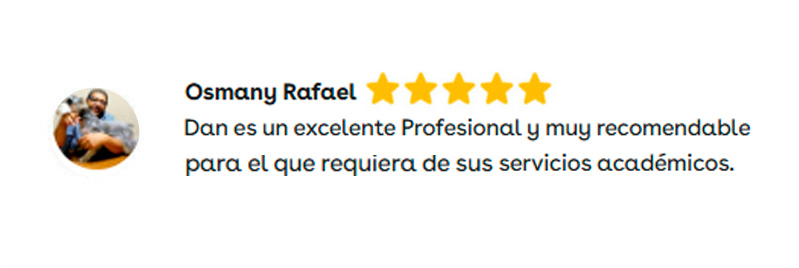 Osmany Rafael
Dan es un excelente Profesional y muy recomendable
para el que requiera de sus servicios académicos.